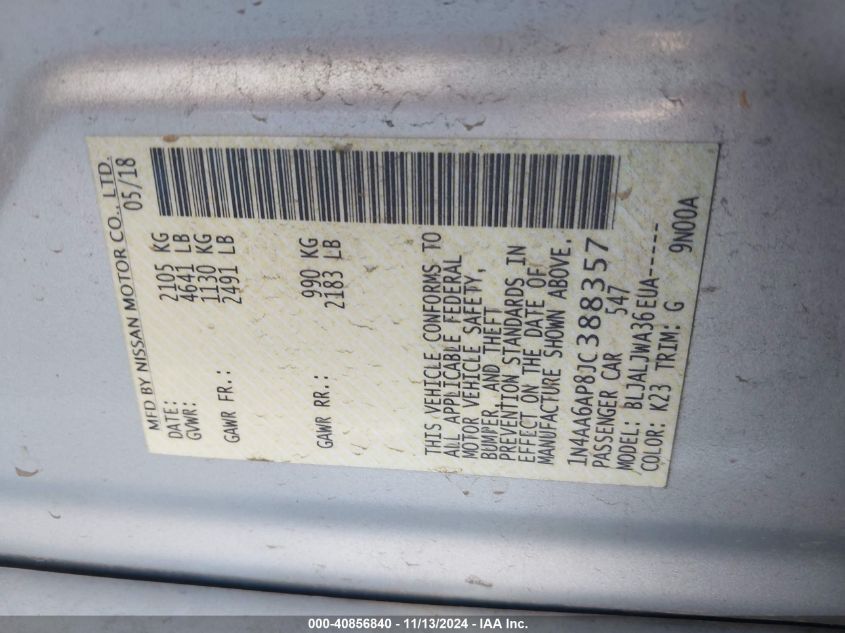 MFD BY NISSAN MOTOR CO., LTD.
DATE: 05/18
GVWR: 2105 KG
4641 LB
GAWR FR.: 1130 KG
2491 LB
GAWR RR.: 990 KG
2183 LB
THIS VEHICLE CONFORMS TO
ALL APPLICABLE FEDERAL
MOTOR VEHICLE SAFETY,
BUMPER, AND THEFT
PREVENTION STANDARDS IN
EFFECT ON THE DATE OF
MANUFACTURE SHOWN ABOVE.
1N4AA6AP8JC388357
PASSENGER CAR 547
MODEL: BLJALJWA36EUA------
COLOR: K23 TRIM: G 9N00A
000-40856840 - 11/13/2024 - IAA Inc.